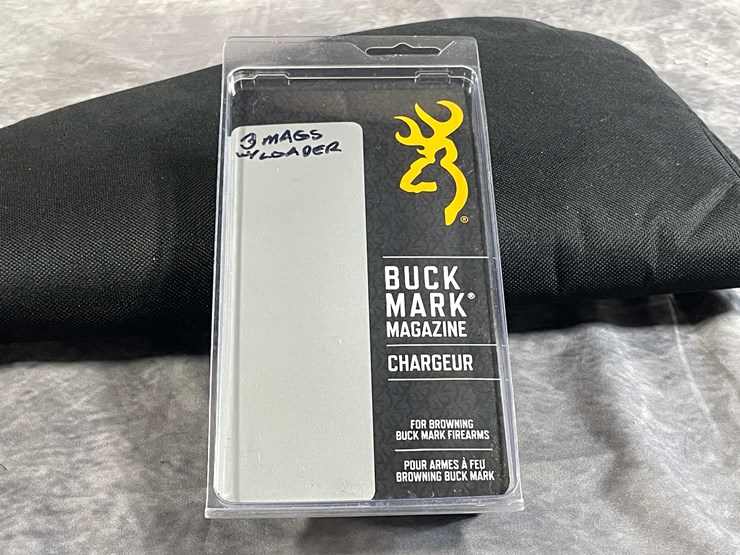 3 MAGS
W/LOADER
®
BUCK
MARK®
MAGAZINE
CHARGEUR
FOR BROWNING
BUCK MARK FIREARMS
POUR ARMES À FEU
BROWNING BUCK MARK